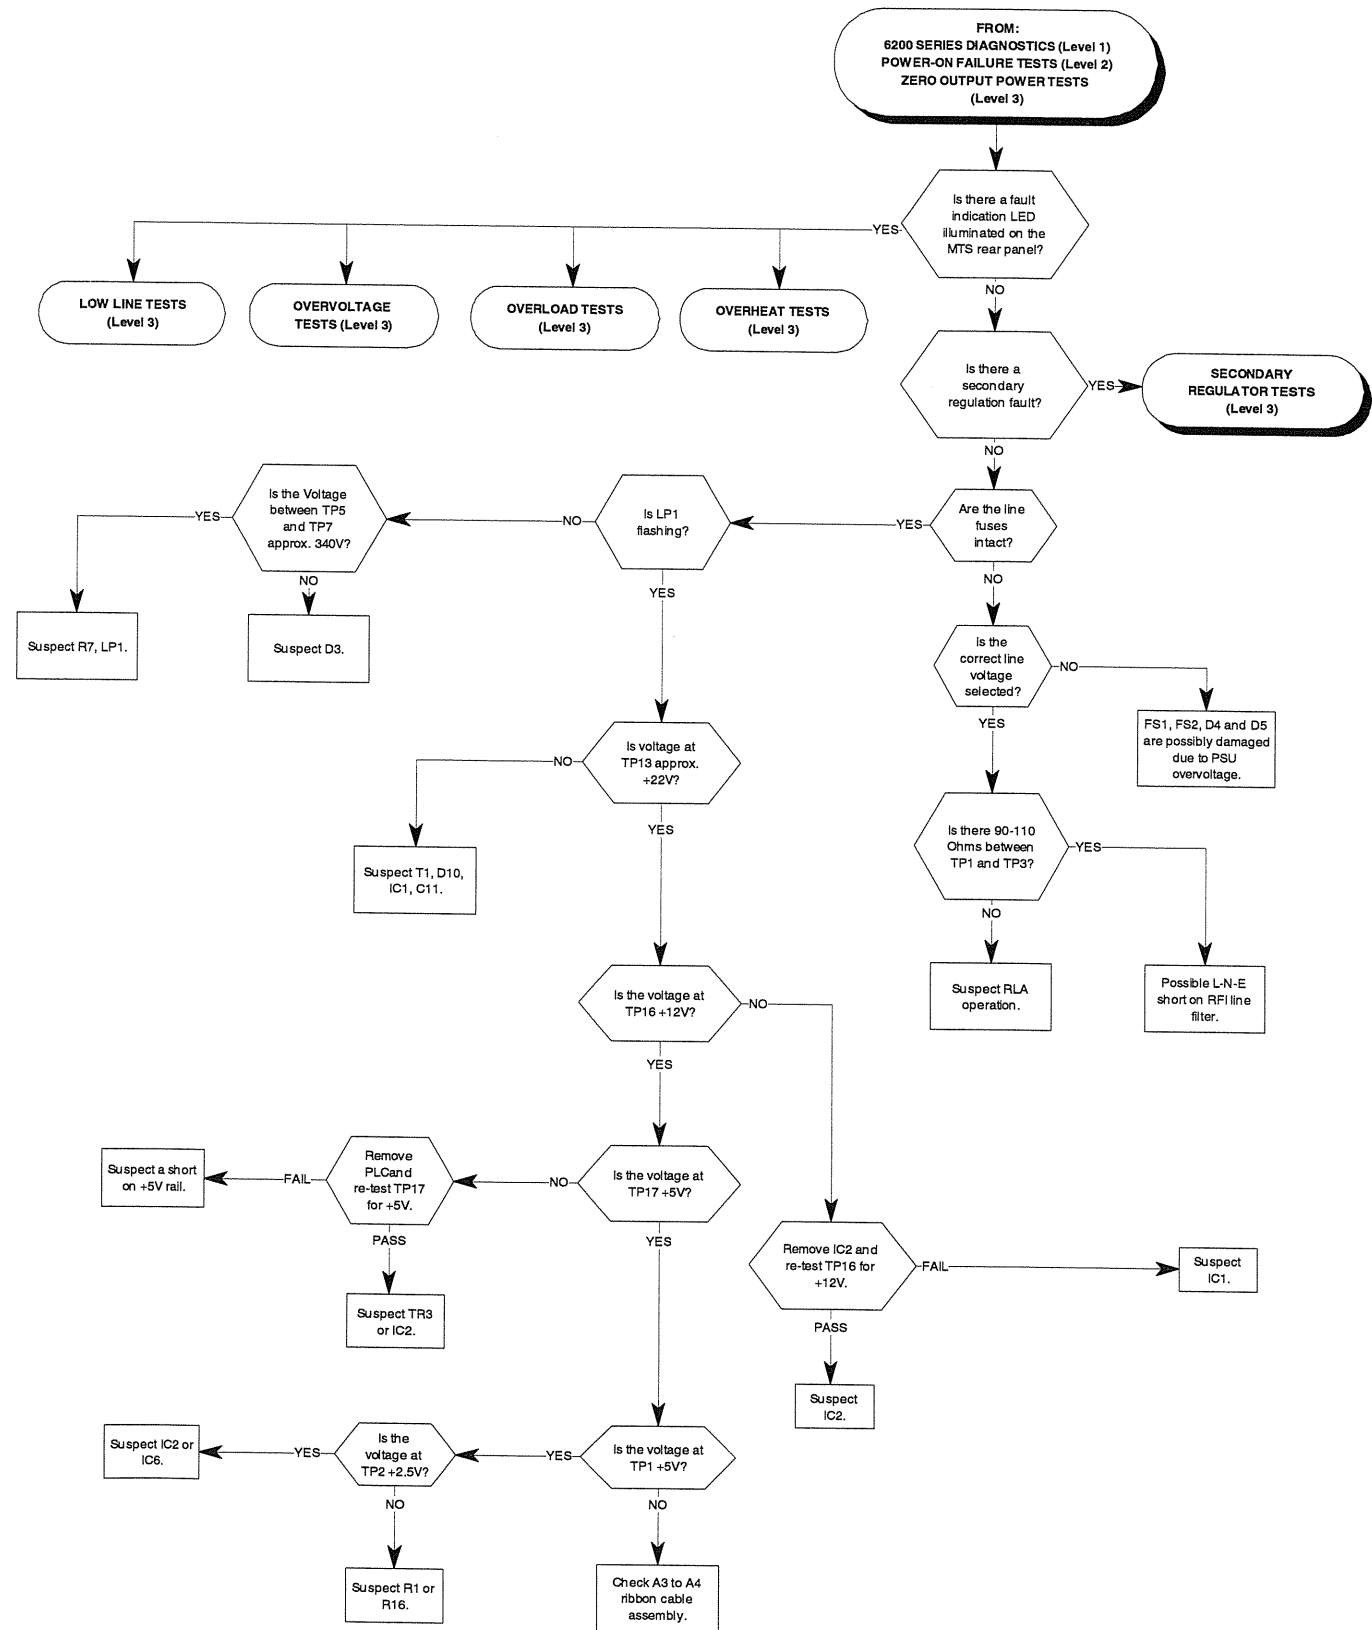 FROM:
6200 SERIES DIAGNOSTICS (Level 1)
POWER-ON FAILURE TESTS (Level 2)
ZERO OUTPUT POWER TESTS
(Level 3)
Is there a fault
indication LED
illuminated on the
MTS rear panel?
YES
LOW LINE TESTS
(Level 3)
OVERVOLTAGE
TESTS (Level 3)
OVERLOAD TESTS
(Level 3)
OVERHEAT TESTS
(Level 3)
NO
Is there a
secondary
regulation fault?
YES
SECONDARY
REGULATOR TESTS
(Level 3)
NO
Are the line
fuses
intact?
YES
Is LP1
flashing?
NO
Is the Voltage
between TP5
and TP7
approx. 340V?
YES
Suspect R7, LP1.
NO
Suspect D3.
NO
Is the
correct line
voltage
selected?
NO
FS1, FS2, D4 and D5
are possibly damaged
due to PSU
overvoltage.
YES
Is there 90-110
Ohms between
TP1 and TP3?
YES
Possible L-N-E
short on RFI line
filter.
NO
Suspect RLA
operation.
YES
Is voltage at
TP13 approx.
+22V?
NO
Suspect T1, D10,
IC1, C11.
YES
Is the voltage at
TP16 +12V?
NO
Remove IC2 and
re-test TP16 for
+12V.
FAIL
Suspect
IC1.
PASS
Suspect
IC2.
YES
Is the voltage at
TP17 +5V?
NO
Remove
PLCand
re-test TP17
for +5V.
FAIL
Suspect a short
on +5V rail.
PASS
Suspect TR3
or IC2.
YES
Is the voltage at
TP1 +5V?
YES
Is the
voltage at
TP2 +2.5V?
YES
Suspect IC2 or
IC6.
NO
Suspect R1 or
R16.
NO
Check A3 to A4
ribbon cable
assembly.